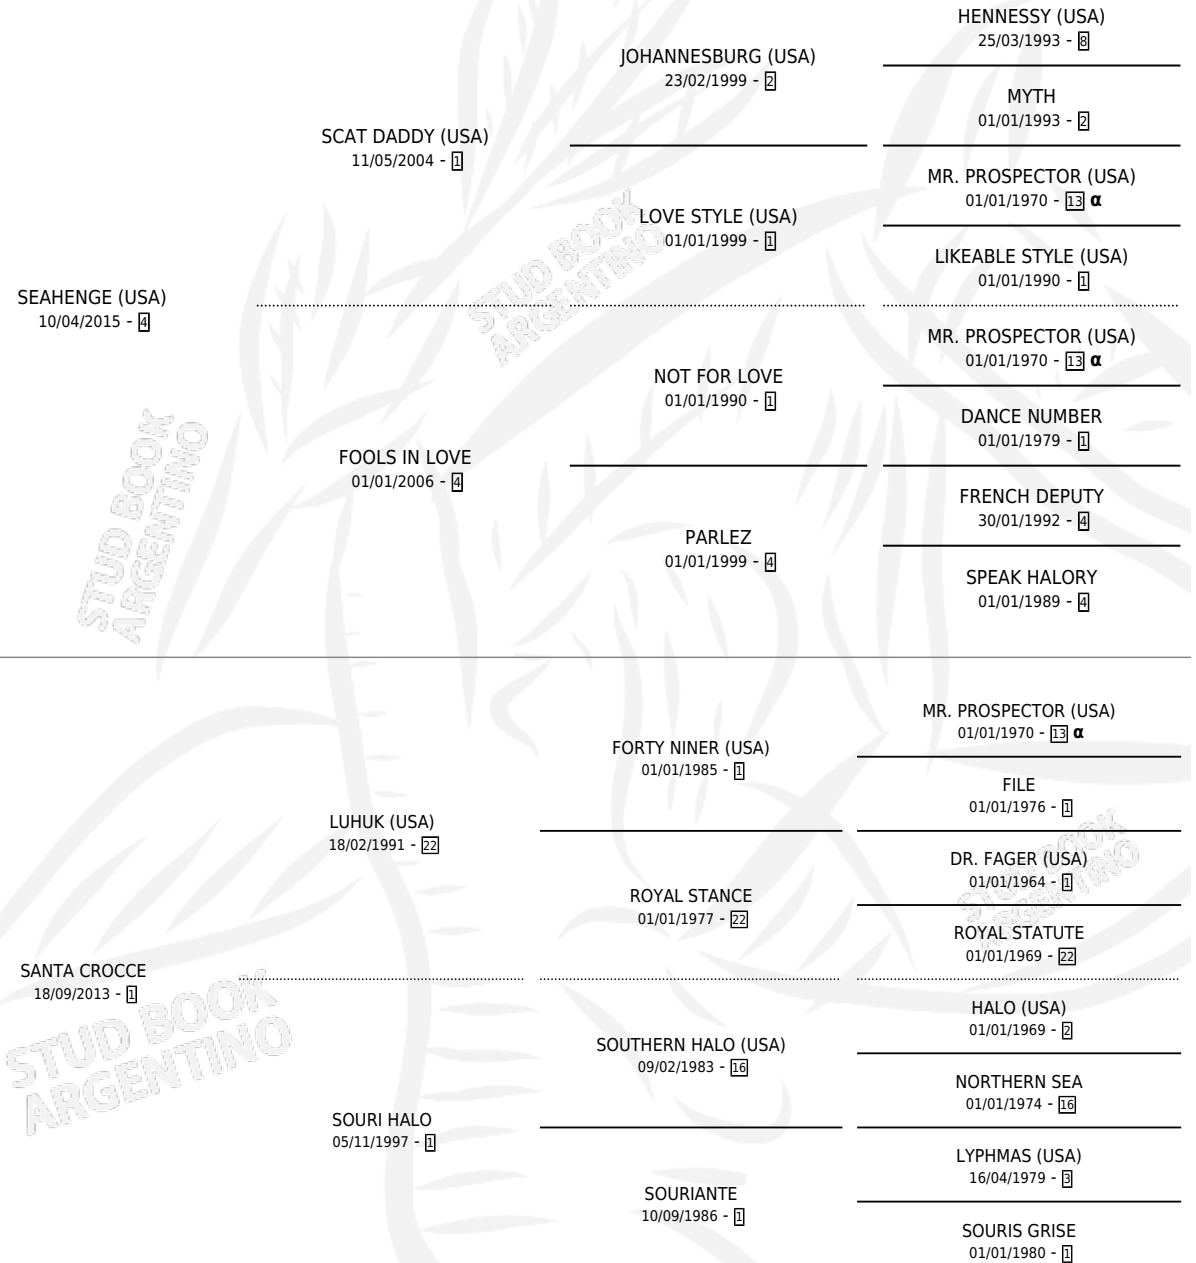 HENNESSY (USA)
25/03/1993 - 8
JOHANNESBURG (USA)
23/02/1999 - 2
MYTH
01/01/1993 - 2
SCAT DADDY (USA)
11/05/2004 - 1
MR. PROSPECTOR (USA)
01/01/1970 - 13 α
LOVE STYLE (USA)
01/01/1999 - 1
LIKEABLE STYLE (USA)
01/01/1990 - 1
SEAHENGE (USA)
10/04/2015 - 4
MR. PROSPECTOR (USA)
01/01/1970 - 13 α
NOT FOR LOVE
01/01/1990 - 1
DANCE NUMBER
01/01/1979 - 1
FOOLS IN LOVE
01/01/2006 - 4
FRENCH DEPUTY
30/01/1992 - 4
PARLEZ
01/01/1999 - 4
SPEAK HALORY
01/01/1989 - 4
MR. PROSPECTOR (USA)
01/01/1970 - 13 α
FORTY NINER (USA)
01/01/1985 - 1
FILE
01/01/1976 - 1
LUHUK (USA)
18/02/1991 - 22
DR. FAGER (USA)
01/01/1964 - 1
ROYAL STANCE
01/01/1977 - 22
ROYAL STATUTE
01/01/1969 - 22
SANTA CROCCE
18/09/2013 - 1
HALO (USA)
01/01/1969 - 2
SOUTHERN HALO (USA)
09/02/1983 - 16
NORTHERN SEA
01/01/1974 - 16
SOURI HALO
05/11/1997 - 1
LYPHMAS (USA)
16/04/1979 - 3
SOURIANTE
10/09/1986 - 1
SOURIS GRISE
01/01/1980 - 1
STUD BOOK
ARGENTINO
STUD BOOK
ARGENTINO
STUD BOOK
ARGENTINO
STUD BOOK
ARGENTINO